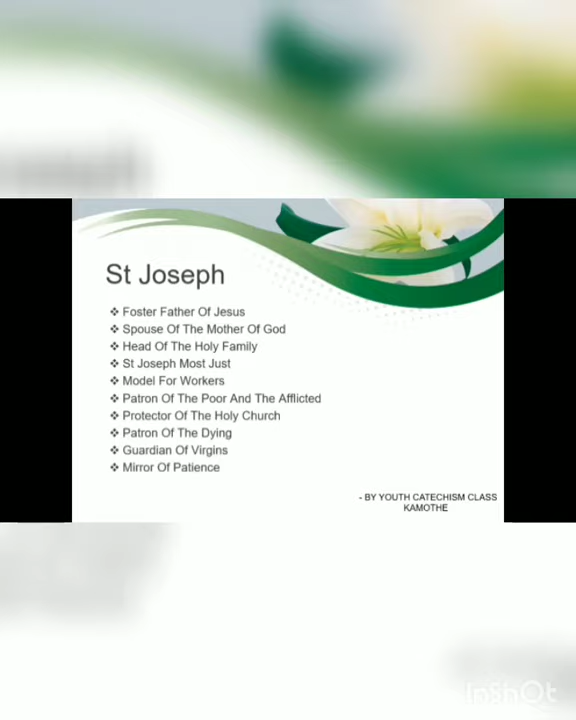 St Joseph
❖ Foster Father Of Jesus
❖ Spouse Of The Mother Of God
❖ Head Of The Holy Family
❖ St Joseph Most Just
❖ Model For Workers
❖ Patron Of The Poor And The Afflicted
❖ Protector Of The Holy Church
❖ Patron Of The Dying
❖ Guardian Of Virgins
❖ Mirror Of Patience
- BY YOUTH CATECHISM CLASS
KAMOTHE
InShOt